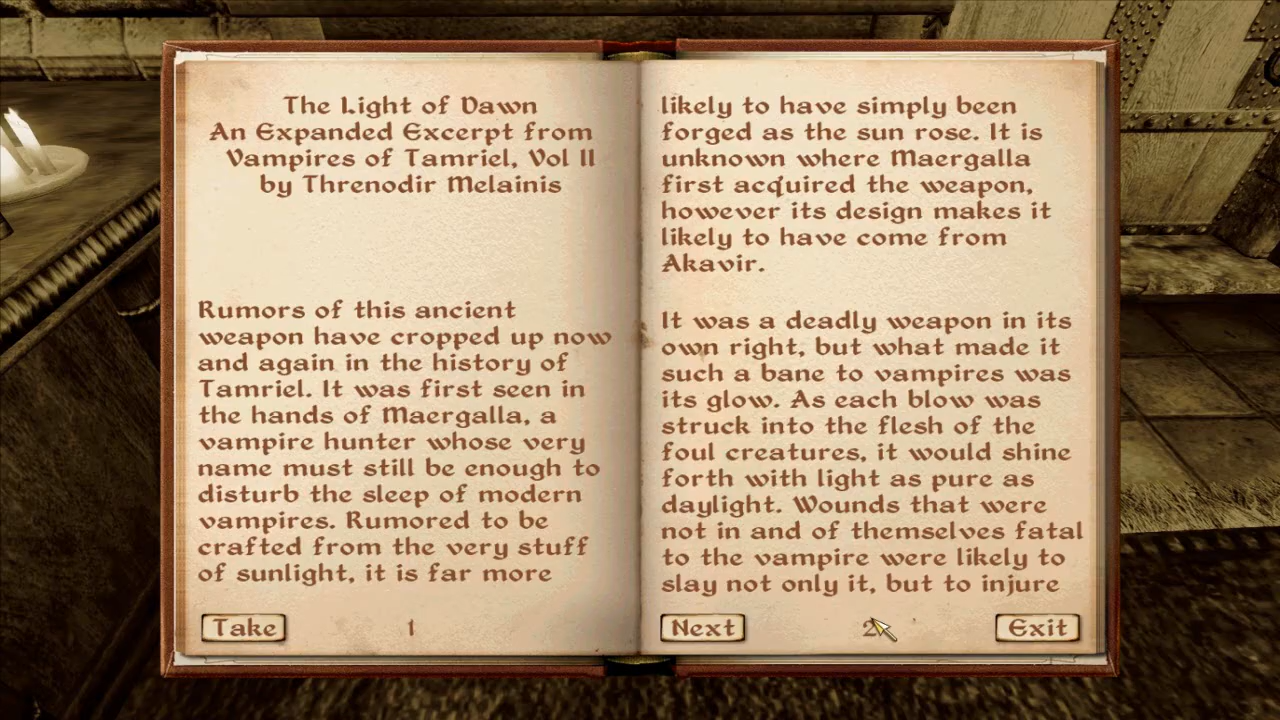 The Light of Dawn
An Expanded Excerpt from
Vampires of Tamriel, Vol II
by Threnodir Melainis
Rumors of this ancient
weapon have cropped up now
and again in the history of
Tamriel. It was first seen in
the hands of Maergalla, a
vampire hunter whose very
name must still be enough to
disturb the sleep of modern
vampires. Rumored to be
crafted from the very stuff
of sunlight, it is far more
Take
1
likely to have simply been
forged as the sun rose. It is
unknown where Maergalla
first acquired the weapon,
however its design makes it
likely to have come from
Akavir.
It was a deadly weapon in its
own right, but what made it
such a bane to vampires was
its glow. As each blow was
struck into the flesh of the
foul creatures, it would shine
forth with light as pure as
daylight. Wounds that were
not in and of themselves fatal
to the vampire were likely to
slay not only it, but to injure
Next
2
Exit